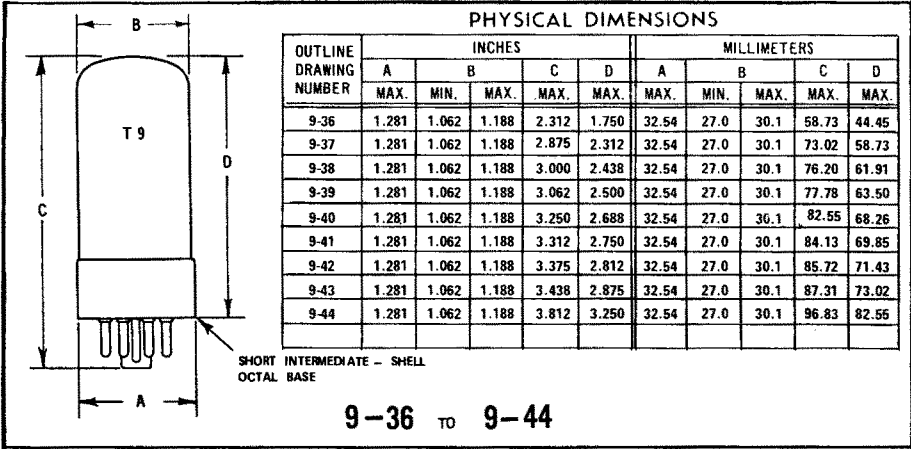 PHYSICAL DIMENSIONS
B
T 9
D
C
A
SHORT INTERMEDIATE – SHELL
OCTAL BASE
OUTLINE DRAWING NUMBER INCHES MILLIMETERS
A B C D A B C D
MAX. MIN. MAX. MAX. MAX. MAX. MIN. MAX. MAX. MAX.
9-36 1.281 1.062 1.188 2.312 1.750 32.54 27.0 30.1 58.73 44.45
9-37 1.281 1.062 1.188 2.875 2.312 32.54 27.0 30.1 73.02 58.73
9-38 1.281 1.062 1.188 3.000 2.438 32.54 27.0 30.1 76.20 61.91
9-39 1.281 1.062 1.188 3.062 2.500 32.54 27.0 30.1 77.78 63.50
9-40 1.281 1.062 1.188 3.250 2.688 32.54 27.0 30.1 82.55 68.26
9-41 1.281 1.062 1.188 3.312 2.750 32.54 27.0 30.1 84.13 69.85
9-42 1.281 1.062 1.188 3.375 2.812 32.54 27.0 30.1 85.72 71.43
9-43 1.281 1.062 1.188 3.438 2.875 32.54 27.0 30.1 87.31 73.02
9-44 1.281 1.062 1.188 3.812 3.250 32.54 27.0 30.1 96.83 82.55
9–36 TO 9–44